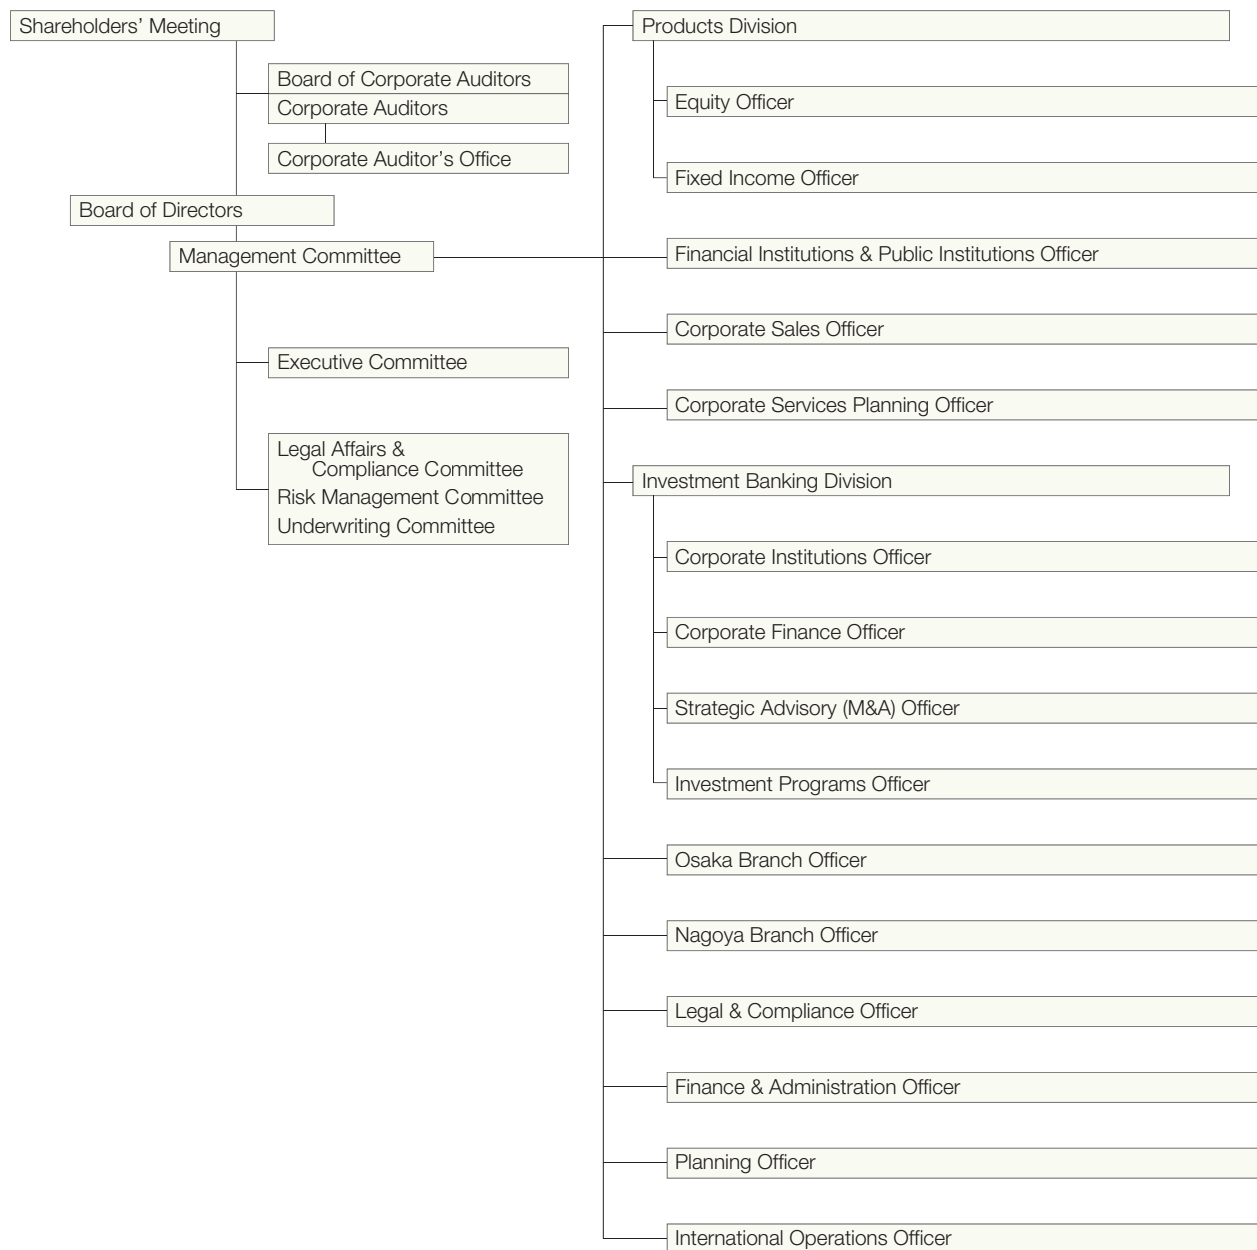 Shareholders’ Meeting
Board of Corporate Auditors
Corporate Auditors
Corporate Auditor’s Office
Board of Directors
Management Committee
Executive Committee
Legal Affairs &
Compliance Committee
Risk Management Committee
Underwriting Committee
Products Division
Equity Officer
Fixed Income Officer
Financial Institutions & Public Institutions Officer
Corporate Sales Officer
Corporate Services Planning Officer
Investment Banking Division
Corporate Institutions Officer
Corporate Finance Officer
Strategic Advisory (M&A) Officer
Investment Programs Officer
Osaka Branch Officer
Nagoya Branch Officer
Legal & Compliance Officer
Finance & Administration Officer
Planning Officer
International Operations Officer